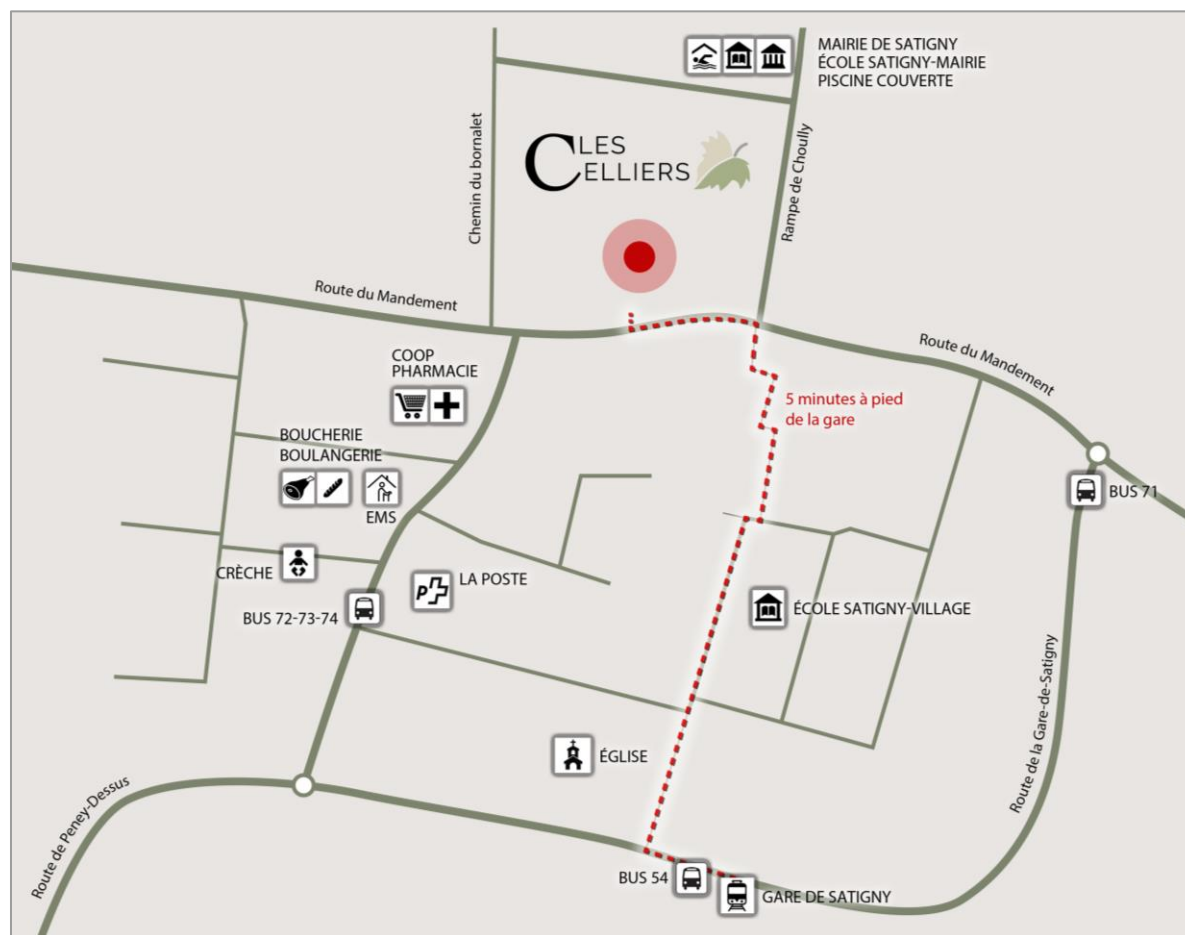 MAIRIE DE SATIGNY
ÉCOLE SATIGNY-MAIRIE
PISCINE COUVERTE
Chemin du bornalet
LES
CELLIERS
Rampe de Choully
Route du Mandement
Route du Mandement
COOP
PHARMACIE
5 minutes à pied
de la gare
BOUCHERIE
BOULANGERIE
EMS
BUS 71
CRÈCHE
P
LA POSTE
BUS 72-73-74
ÉCOLE SATIGNY-VILLAGE
Route de la Gare-de-Satigny
ÉGLISE
Route de Peney-Dessus
BUS 54
GARE DE SATIGNY